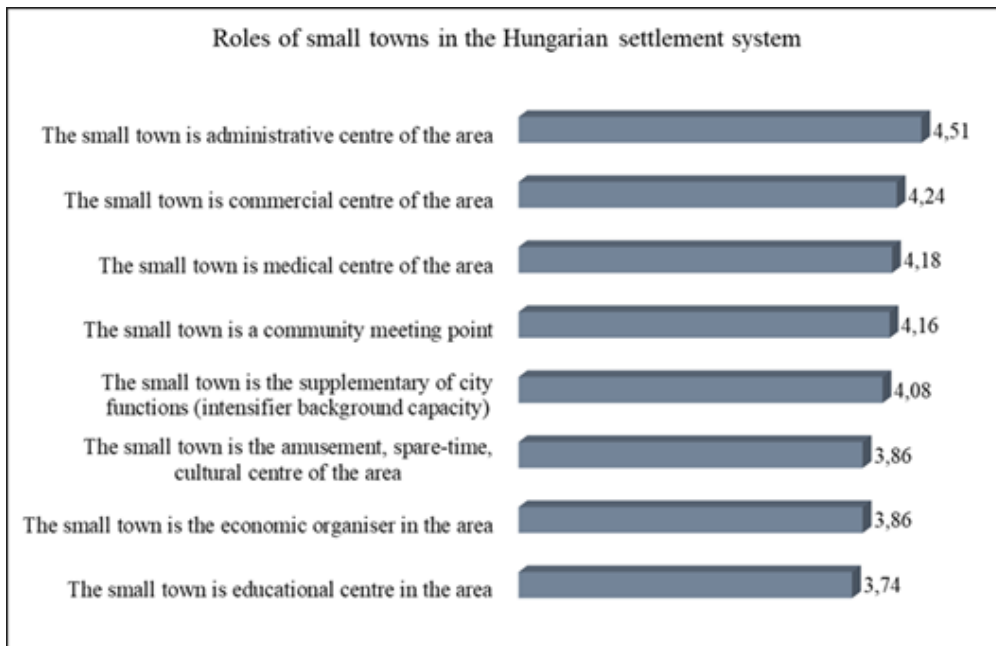 Roles of small towns in the Hungarian settlement system
The small town is administrative centre of the area
4,51
The small town is commercial centre of the area
4,24
The small town is medical centre of the area
4,18
The small town is a community meeting point
4,16
The small town is the supplementary of city
functions (intensifier background capacity)
4,08
The small town is the amusement, spare-time,
cultural centre of the area
3,86
The small town is the economic organiser in the area
3,86
The small town is educational centre in the area
3,74